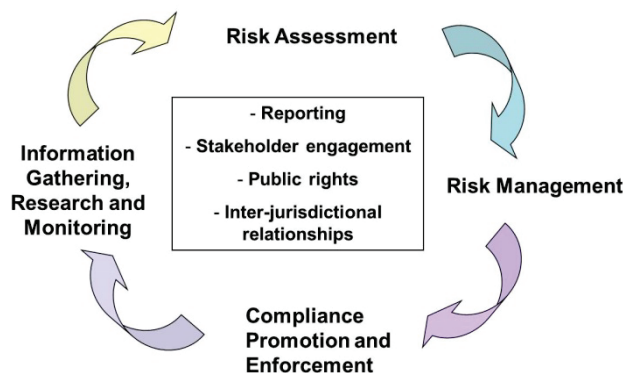 Risk Assessment
- Reporting
- Stakeholder engagement
- Public rights
- Inter-jurisdictional
relationships
Information
Gathering,
Research and
Monitoring
Risk Management
Compliance
Promotion and
Enforcement